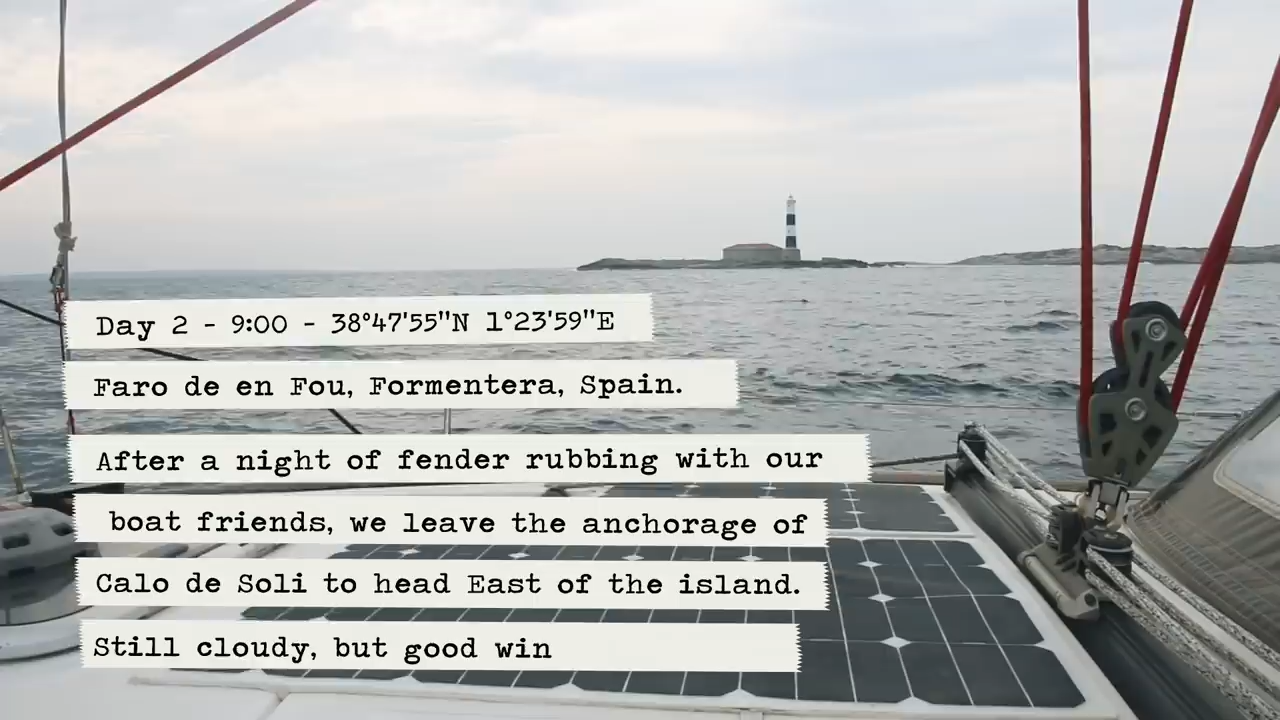 Day 2 - 9:00 - 38°47'55"N 1°23'59"E
Faro de en Fou, Formentera, Spain.
After a night of fender rubbing with our
boat friends, we leave the anchorage of
Calo de Soli to head East of the island.
Still cloudy, but good win